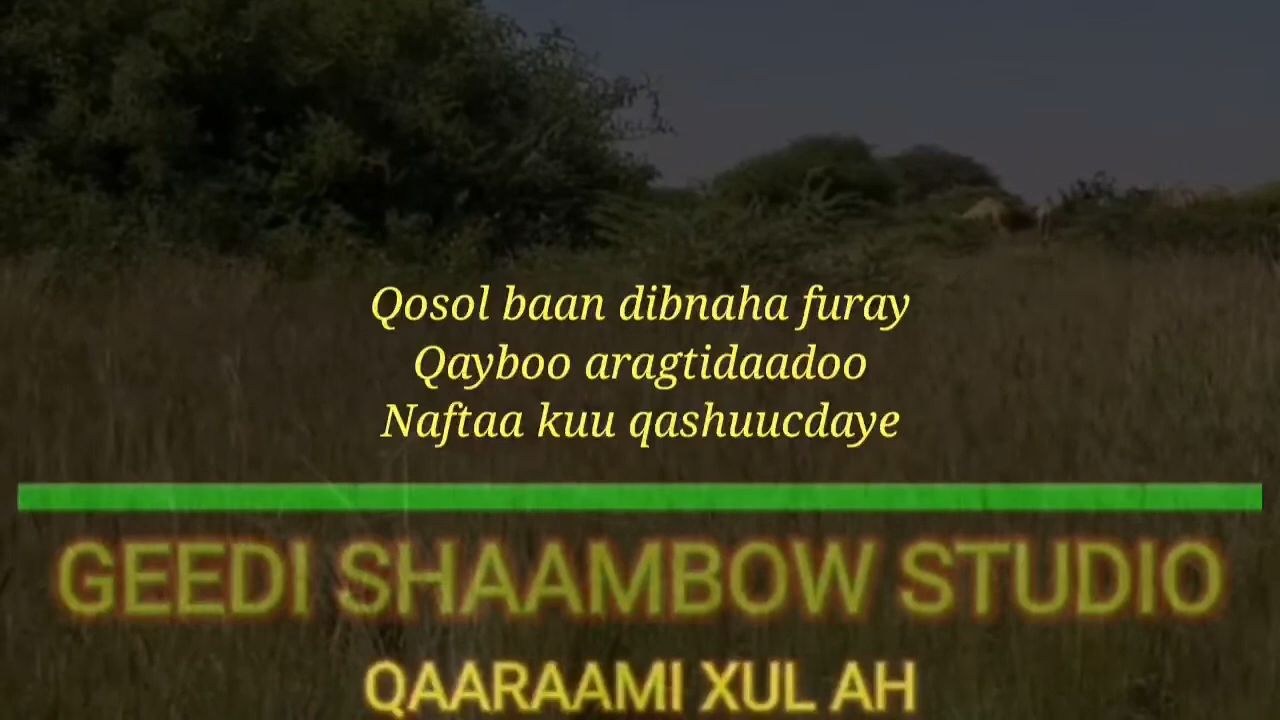 Qosol baan dibnaha furay
Qayboo aragtidaadoo
Naftaa kuu qashuucdaye
GEEDI SHAAMBOW STUDIO
QAARAAMI XUL AH